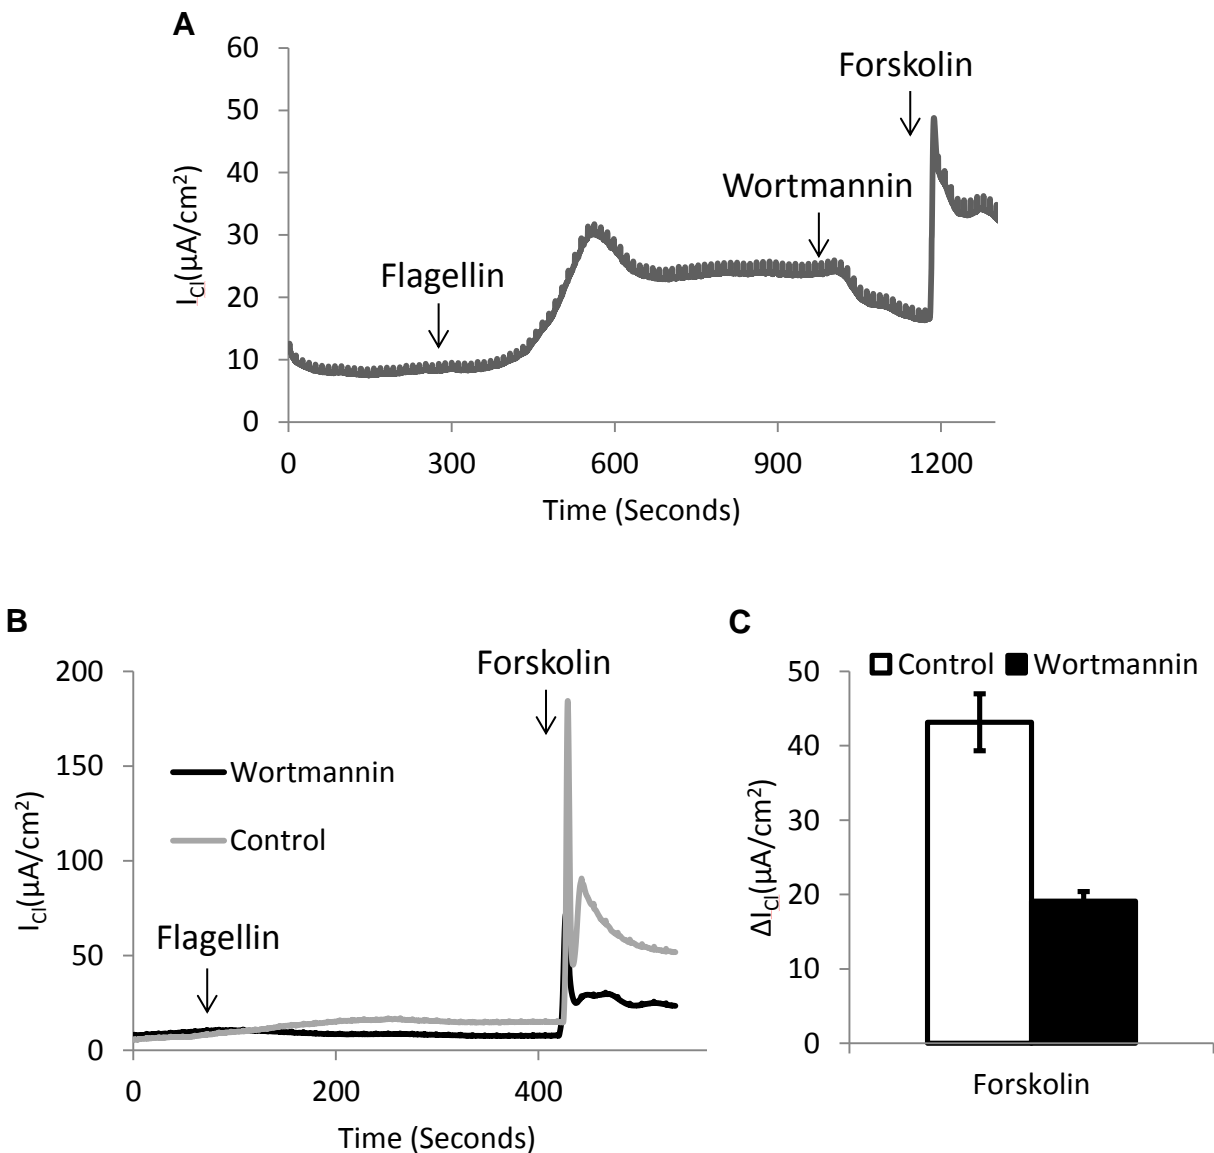 A
60
50
40
30
20
10
0
I_Cl(µA/cm²)
Forskolin
Wortmannin
Flagellin
0 300 600 900 1200
Time (Seconds)
B
200
150
100
50
0
I_Cl(µA/cm²)
Forskolin
Wortmannin
Control
Flagellin
0 200 400
Time (Seconds)
C
Control Wortmannin
50
40
30
20
10
0
ΔI_Cl(µA/cm²)
Forskolin